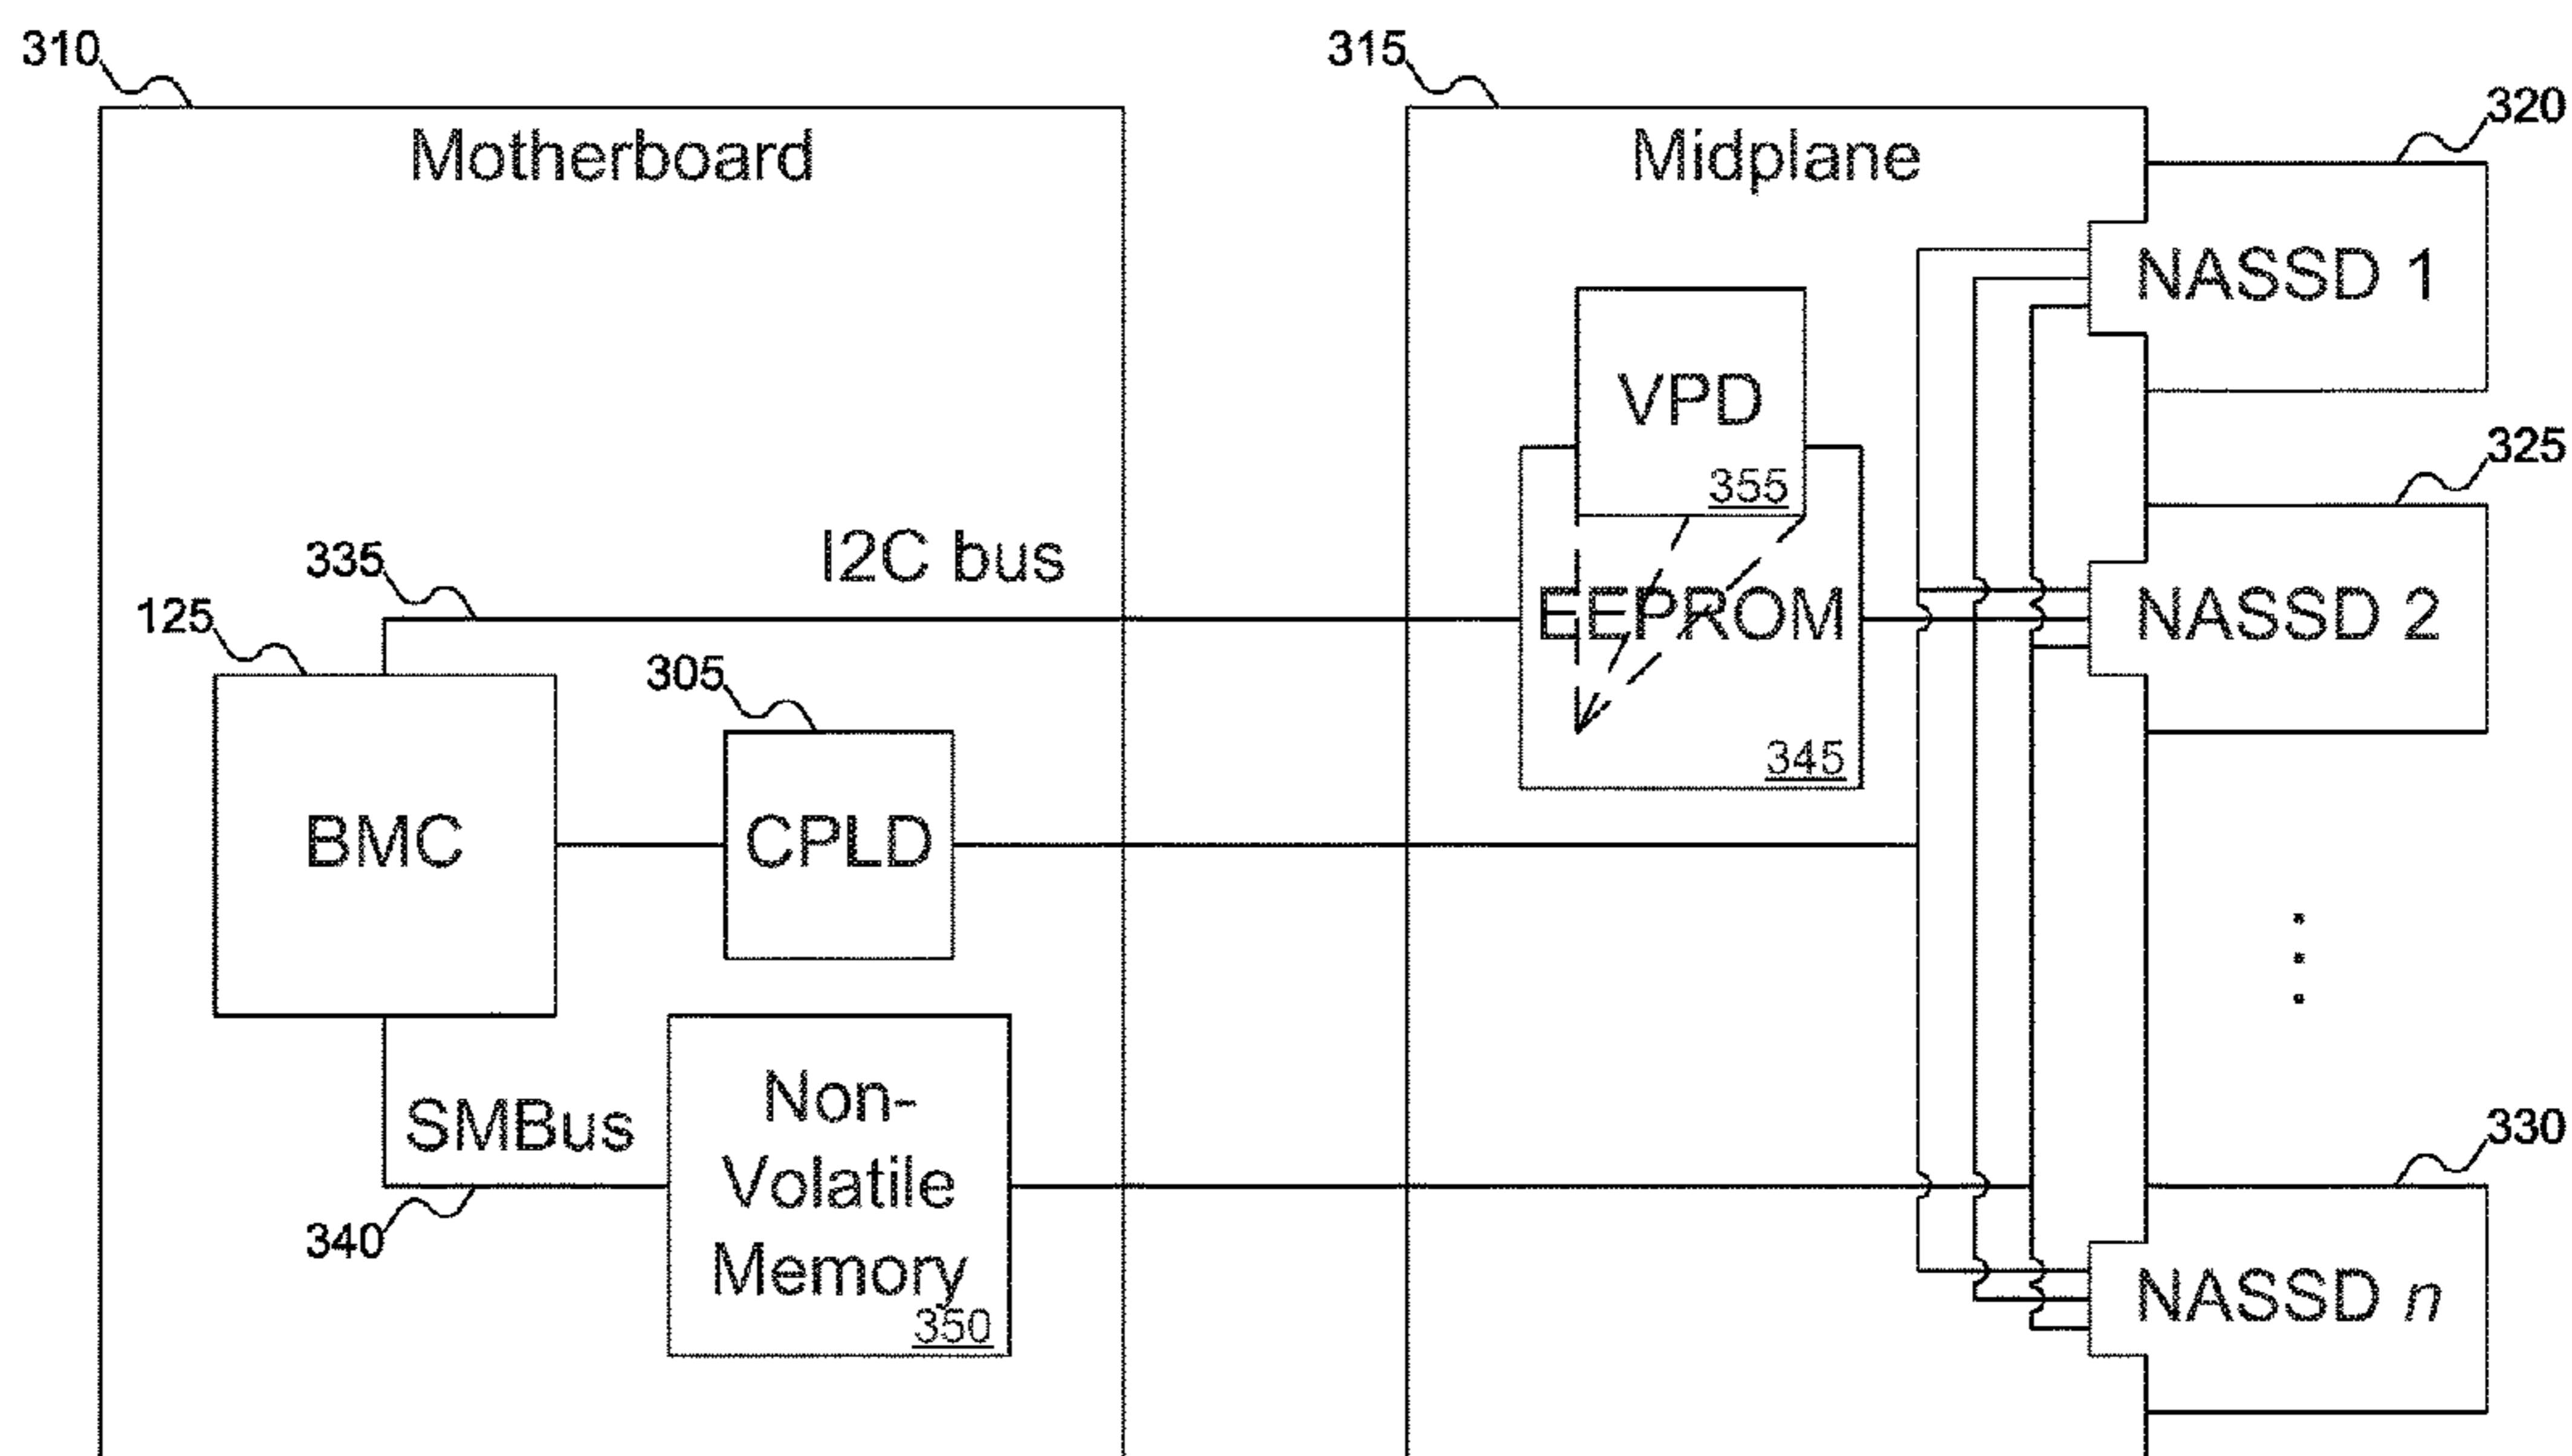 310
315
320
Motherboard
Midplane
NASSD 1
VPD
355
325
I2C bus
335
EEPROM
NASSD 2
125
305
345
BMC
CPLD
SMBus
Non-
Volatile
Memory
350
340
330
NASSD n